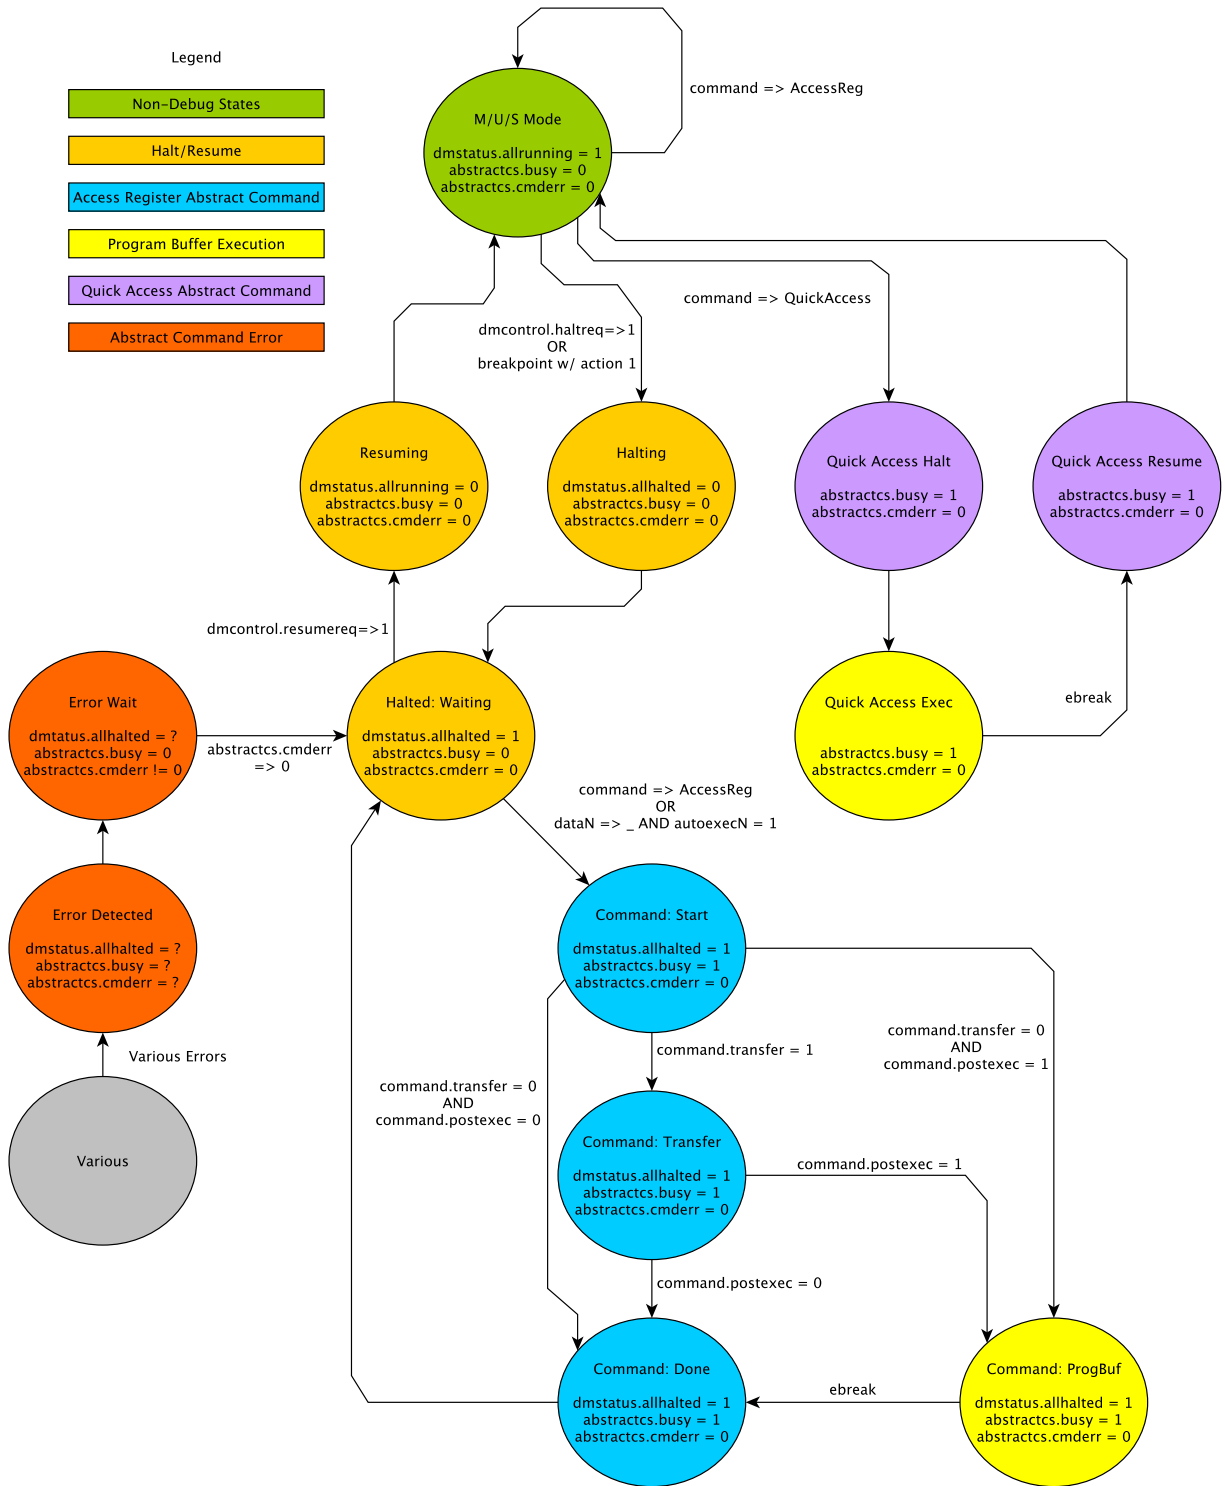 Legend
Non-Debug States
Halt/Resume
Access Register Abstract Command
Program Buffer Execution
Quick Access Abstract Command
Abstract Command Error
command => AccessReg
M/U/S Mode
dmstatus.allrunning = 1
abstractcs.busy = 0
abstractcs.cmderr = 0
command => QuickAccess
dmcontrol.haltreq=>1
OR
breakpoint w/ action 1
Resuming
dmstatus.allrunning = 0
abstractcs.busy = 0
abstractcs.cmderr = 0
Halting
dmstatus.allhalted = 0
abstractcs.busy = 0
abstractcs.cmderr = 0
Quick Access Halt
abstractcs.busy = 1
abstractcs.cmderr = 0
Quick Access Resume
abstractcs.busy = 1
abstractcs.cmderr = 0
dmcontrol.resumereq=>1
Error Wait
dmtatus.allhalted = ?
abstractcs.busy = 0
abstractcs.cmderr != 0
abstractcs.cmderr
=> 0
Halted: Waiting
dmstatus.allhalted = 1
abstractcs.busy = 0
abstractcs.cmderr = 0
Quick Access Exec
abstractcs.busy = 1
abstractcs.cmderr = 0
ebreak
command => AccessReg
OR
dataN => _ AND autoexecN = 1
Error Detected
dmstatus.allhalted = ?
abstractcs.busy = ?
abstractcs.cmderr = ?
Command: Start
dmstatus.allhalted = 1
abstractcs.busy = 1
abstractcs.cmderr = 0
Various Errors
command.transfer = 1
command.transfer = 0
AND
command.postexec = 1
command.transfer = 0
AND
command.postexec = 0
Various
Command: Transfer
dmstatus.allhalted = 1
abstractcs.busy = 1
abstractcs.cmderr = 0
command.postexec = 1
command.postexec = 0
Command: Done
dmstatus.allhalted = 1
abstractcs.busy = 1
abstractcs.cmderr = 0
ebreak
Command: ProgBuf
dmstatus.allhalted = 1
abstractcs.busy = 1
abstractcs.cmderr = 0